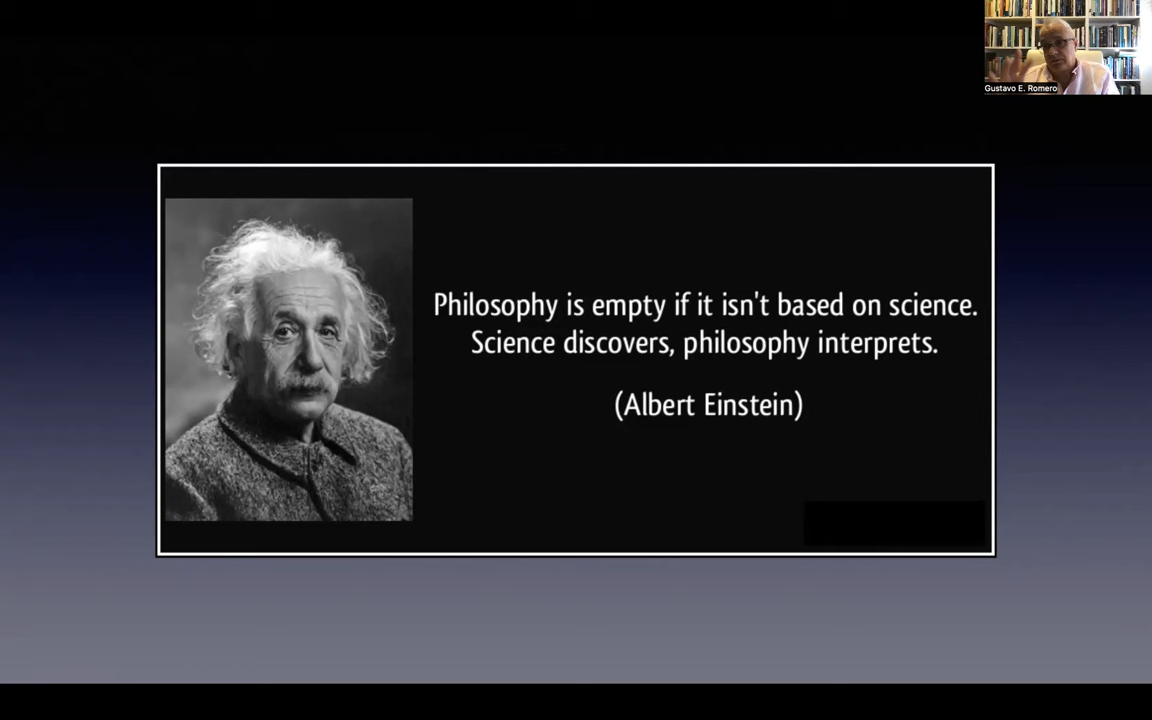 Gustavo E. Romero
Philosophy is empty if it isn't based on science.
Science discovers, philosophy interprets.
(Albert Einstein)